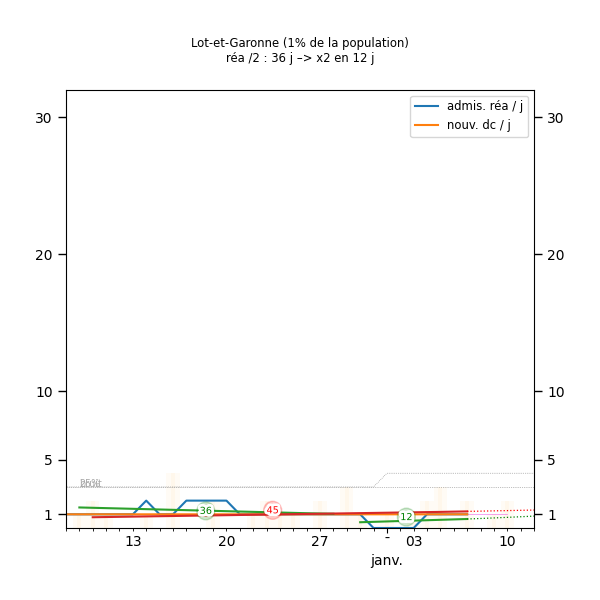 Lot-et-Garonne (1% de la population)
réa /2 : 36 j –> x2 en 12 j
admis. réa / j
nouv. dc / j
30 30
20 20
10 10
5 5
36 45 12
1 1
13 20 27 - 03 10
janv.